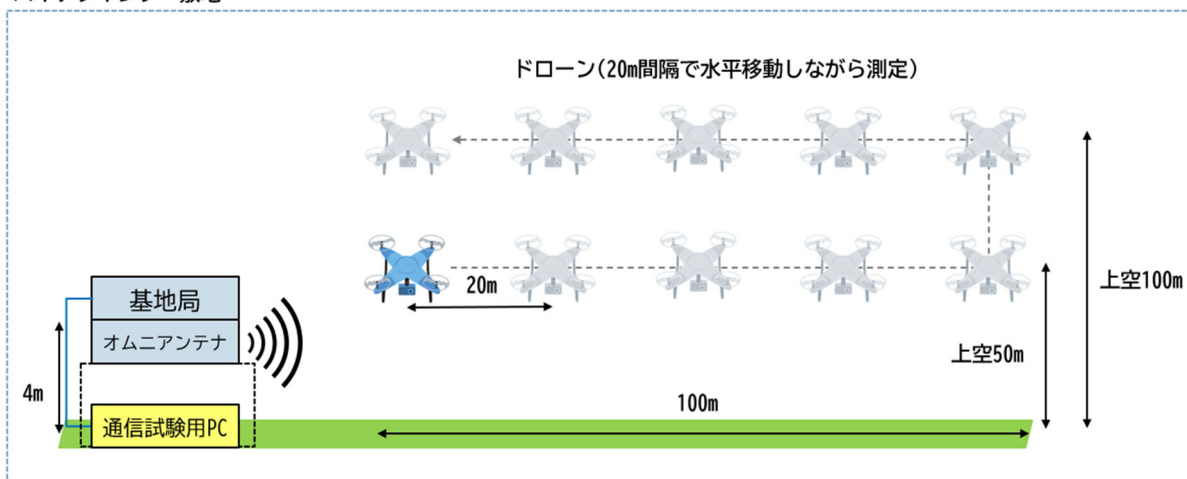 ドローン(20m間隔で水平移動しながら測定)
20m
上空100m
基地局
オムニアンテナ
上空50m
4m
100m
通信試験用PC